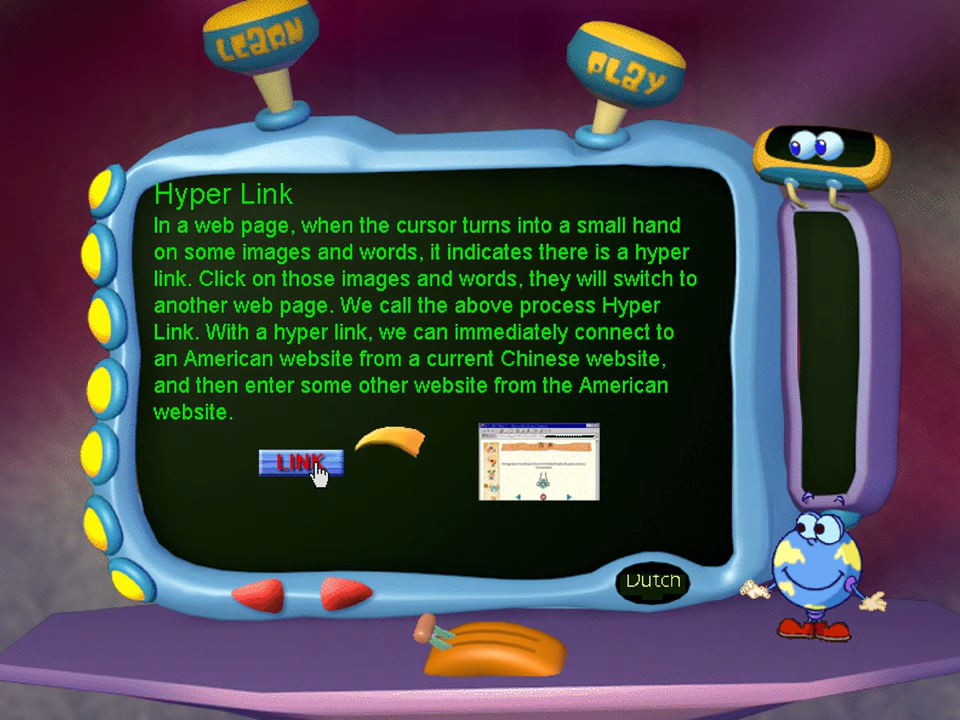 LEARN
PLAY
Hyper Link
In a web page, when the cursor turns into a small hand
on some images and words, it indicates there is a hyper
link. Click on those images and words, they will switch to
another web page. We call the above process Hyper
Link. With a hyper link, we can immediately connect to
an American website from a current Chinese website,
and then enter some other website from the American
website.
LINK
Dutch